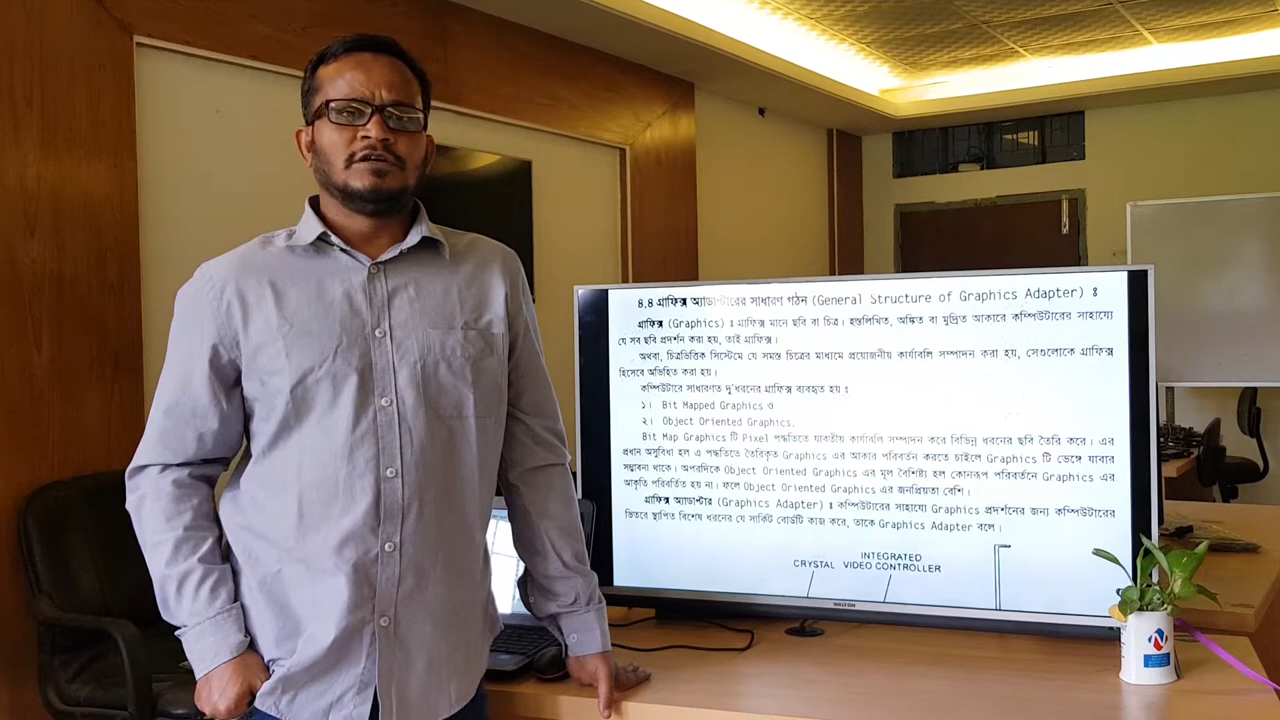 ৪.৪ গ্রাফিক্স অ্যাডাপ্টারের সাধারণ গঠন (General Structure of Graphics Adapter) ঃ
গ্রাফিক্স (Graphics) ঃ গ্রাফিক্স মানে ছবি বা চিত্র। হস্তলিখিত, অঙ্কিত বা মুদ্রিত আকারে কম্পিউটারের সাহায্যে
যে সব ছবি প্রদর্শন করা হয়, তাই গ্রাফিক্স।
অথবা, চিত্রভিত্তিক সিস্টেমে যে সমস্ত চিত্রের মাধ্যমে প্রয়োজনীয় কার্যাবলি সম্পাদন করা হয়, সেগুলোকে গ্রাফিক্স
হিসেবে অভিহিত করা হয়।
কম্পিউটারে সাধারণত দু'ধরনের গ্রাফিক্স ব্যবহৃত হয় ঃ
১। Bit Mapped Graphics ও
২। Object Oriented Graphics.
Bit Map Graphics টি Pixel পদ্ধতিতে যাবতীয় কার্যাবলি সম্পাদন করে বিভিন্ন ধরনের ছবি তৈরি করে। এর
প্রধান অসুবিধা হল এ পদ্ধতিতে তৈরিকৃত Graphics এর আকার পরিবর্তন করতে চাইলে Graphics টি ভেঙ্গে যাবার
সম্ভাবনা থাকে। অপরদিকে Object Oriented Graphics এর মূল বৈশিষ্ট্য হল কোনরূপ পরিবর্তনে Graphics এর
আকৃতি পরিবর্তিত হয় না। ফলে Object Oriented Graphics এর জনপ্রিয়তা বেশি।
গ্রাফিক্স অ্যাডাপ্টার (Graphics Adapter) ঃ কম্পিউটারের সাহায্যে Graphics প্রদর্শনের জন্য কম্পিউটারের
ভিতরে স্থাপিত বিশেষ ধরনের যে সার্কিট বোর্ডটি কাজ করে, তাকে Graphics Adapter বলে।
INTEGRATED
CRYSTAL VIDEO CONTROLLER
WALTON